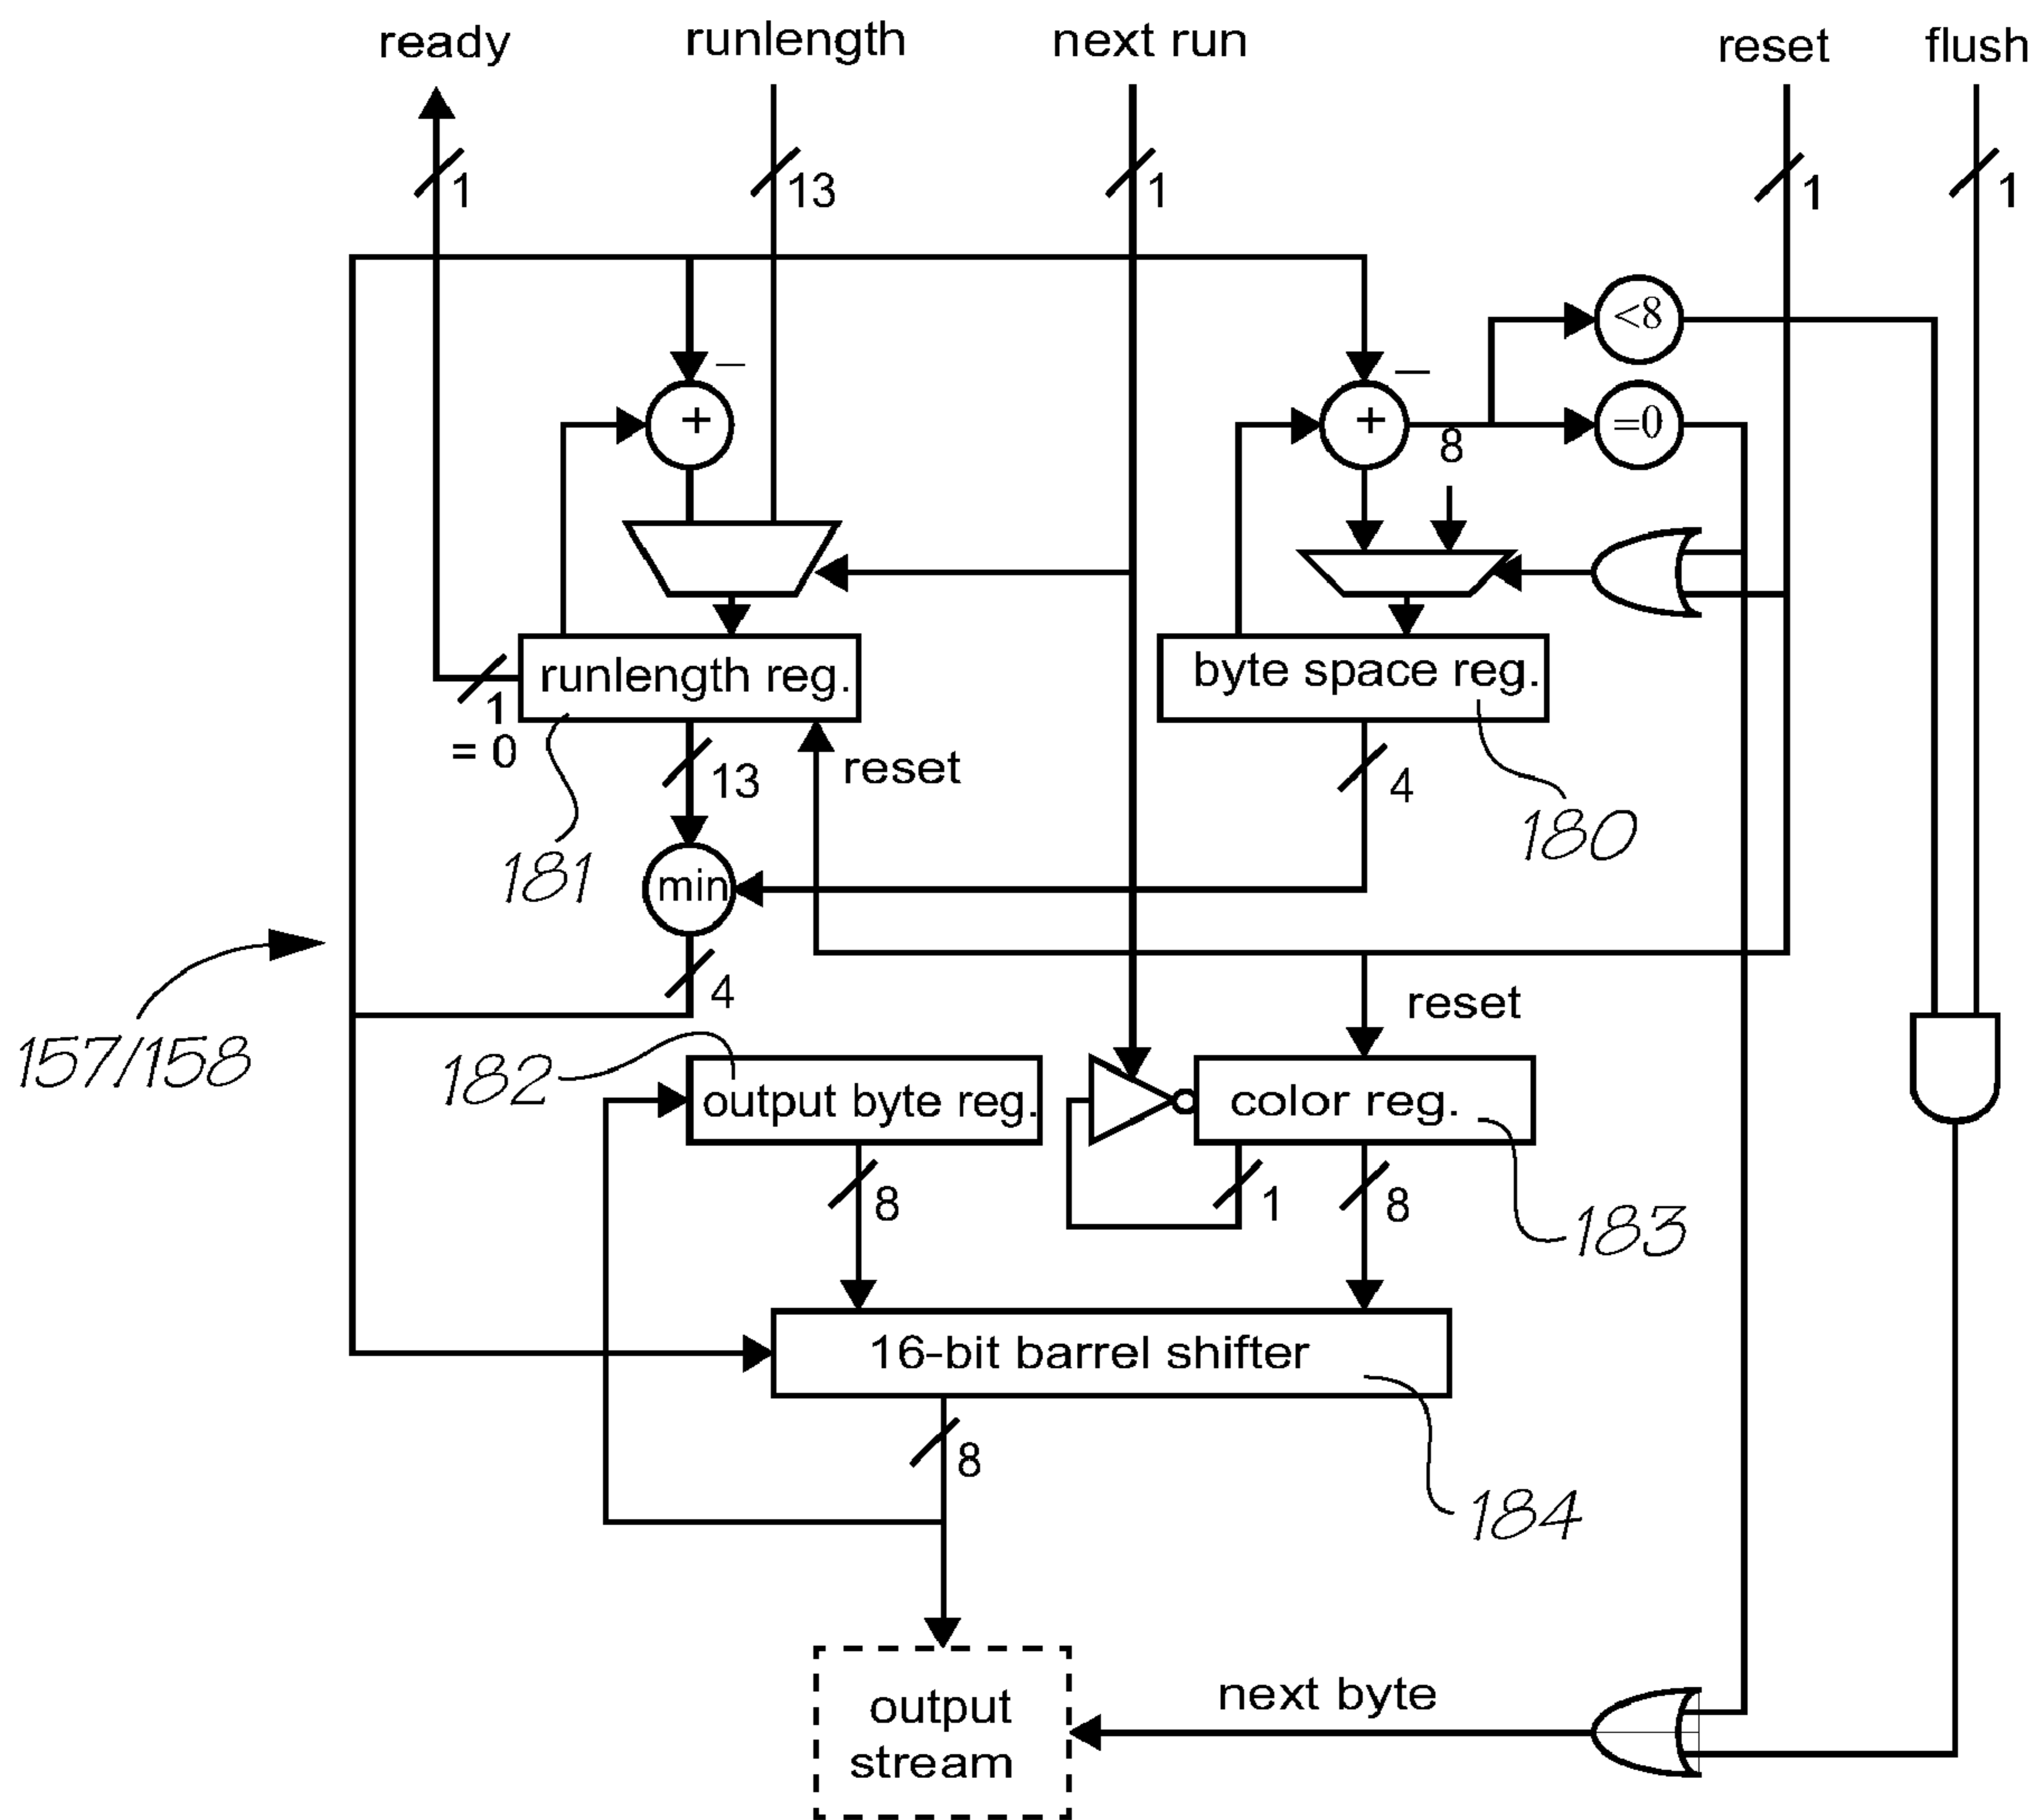 ready
runlength
next run
reset
flush
1
13
1
1
1
<8
–
+
–
+
8
=0
runlength reg.
byte space reg.
1
= 0
13
reset
4
180
181
min
4
reset
157/158
182
output byte reg.
color reg.
8
1
8
183
16-bit barrel shifter
8
184
output
stream
next byte